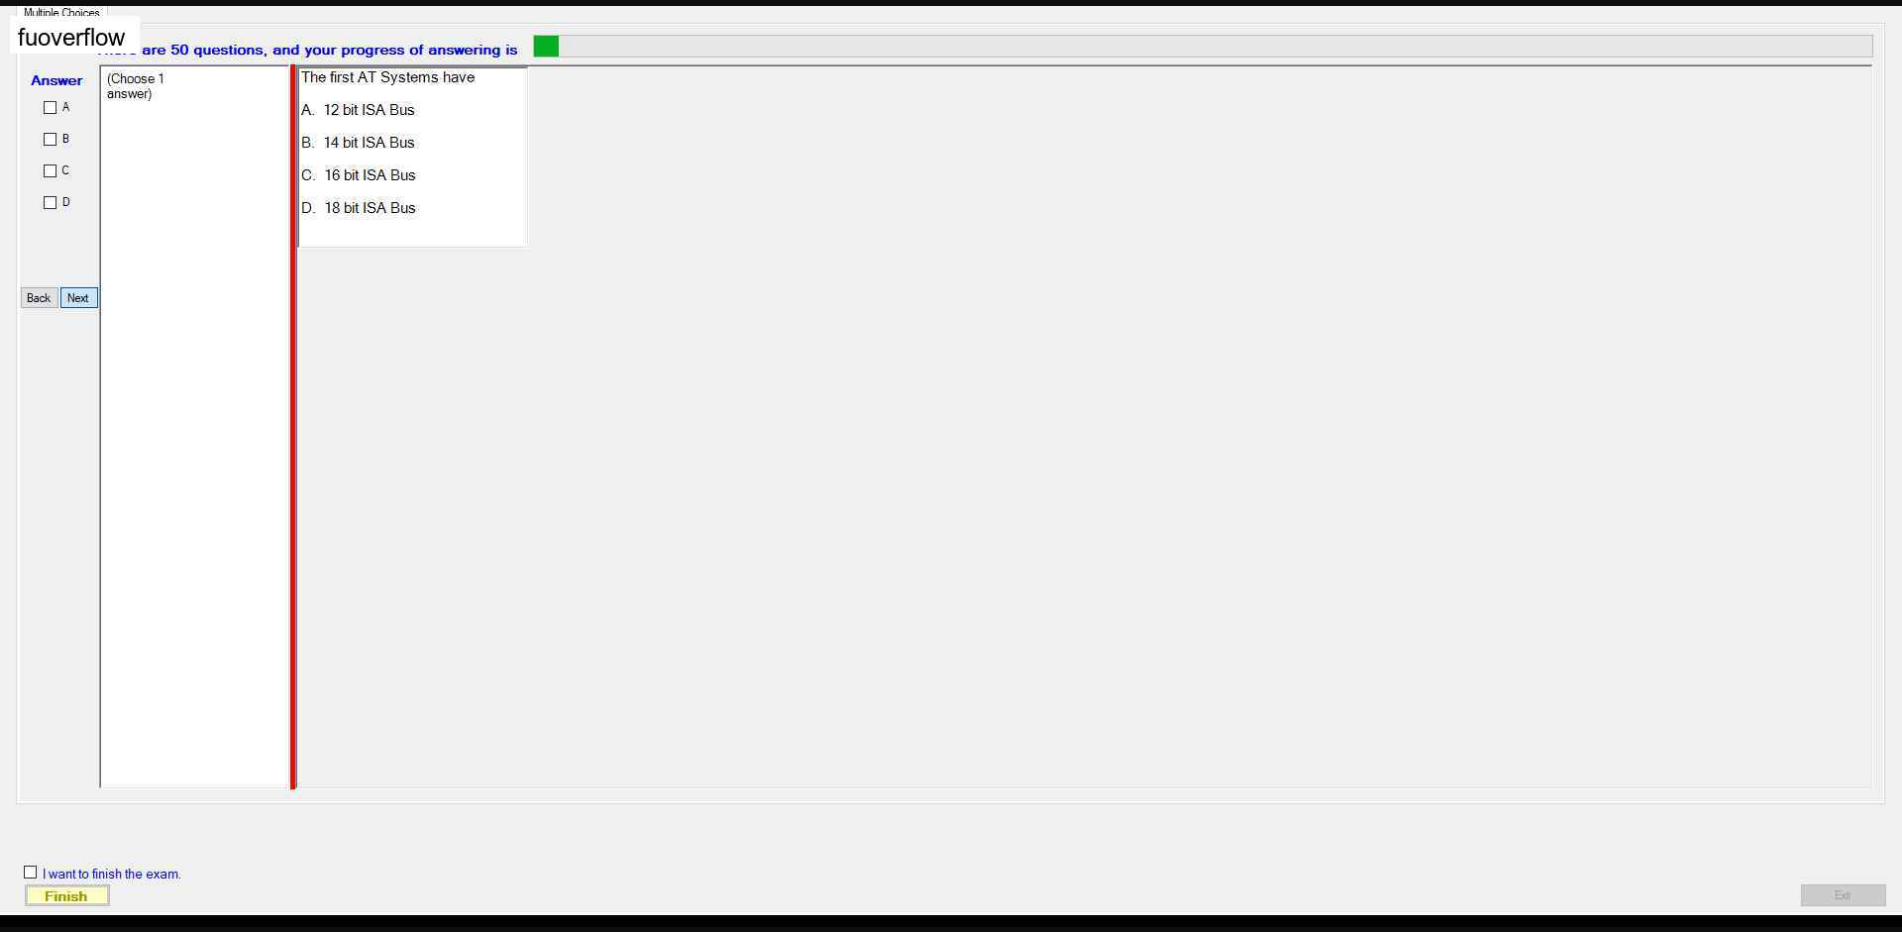 Multiple Choices
fuoverflow
are 50 questions, and your progress of answering is
Answer
(Choose 1
answer)
A
B
C
D
Back Next
The first AT Systems have
A. 12 bit ISA Bus
B. 14 bit ISA Bus
C. 16 bit ISA Bus
D. 18 bit ISA Bus
I want to finish the exam.
Finish
Exit